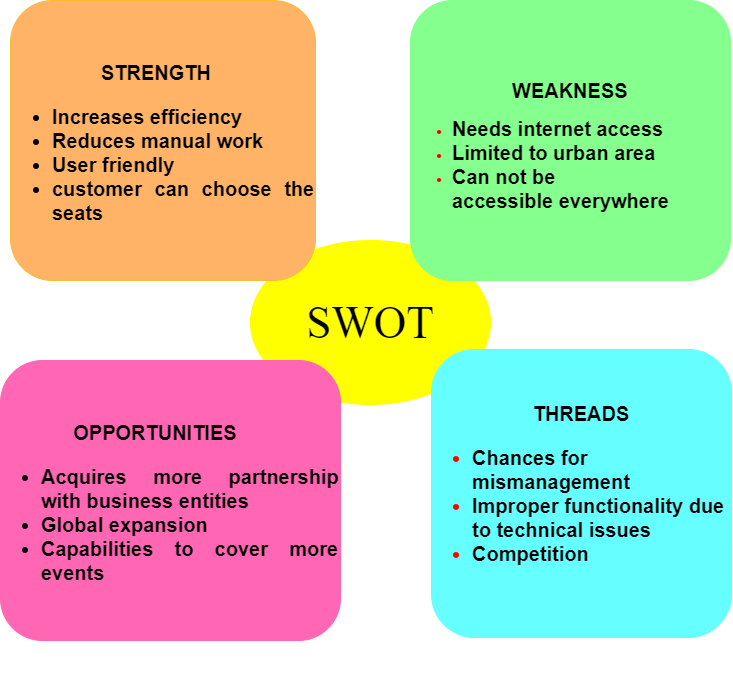 STRENGTH
Increases efficiency
Reduces manual work
User friendly
customer can choose the
seats
WEAKNESS
Needs internet access
Limited to urban area
Can not be
accessible everywhere
SWOT
OPPORTUNITIES
Acquires more partnership
with business entities
Global expansion
Capabilities to cover more
events
THREADS
Chances for
mismanagement
Improper functionality due
to technical issues
Competition